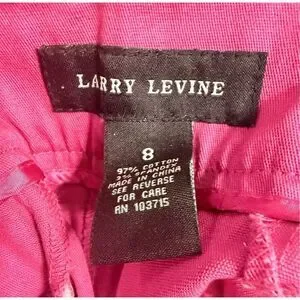 LARRY LEVINE
8
97% COTTON
3% SPANDEX
MADE IN CHINA
SEE REVERSE
FOR CARE
RN 103715